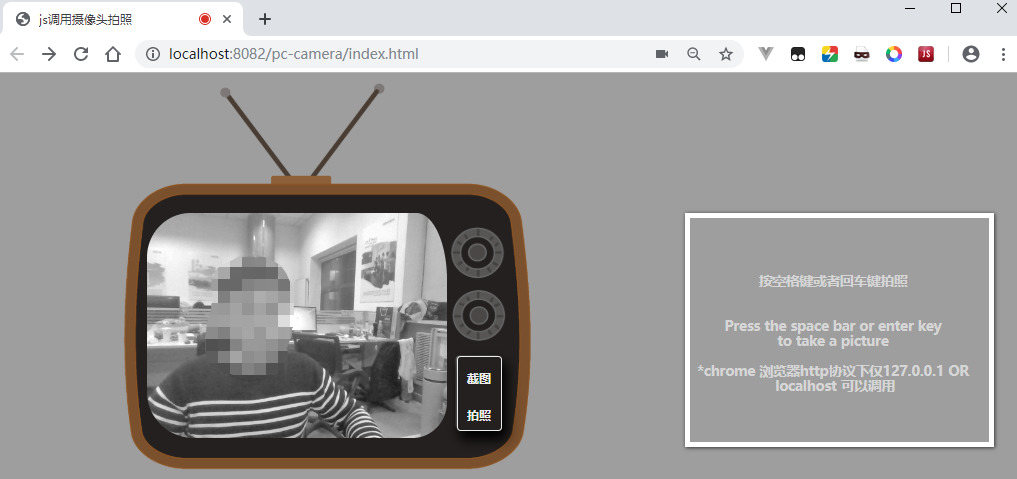 js调用摄像头拍照
localhost:8082/pc-camera/index.html
JS
截图
拍照
按空格键或者回车键拍照
Press the space bar or enter key
to take a picture
*chrome 浏览器http协议下仅127.0.0.1 OR
localhost 可以调用